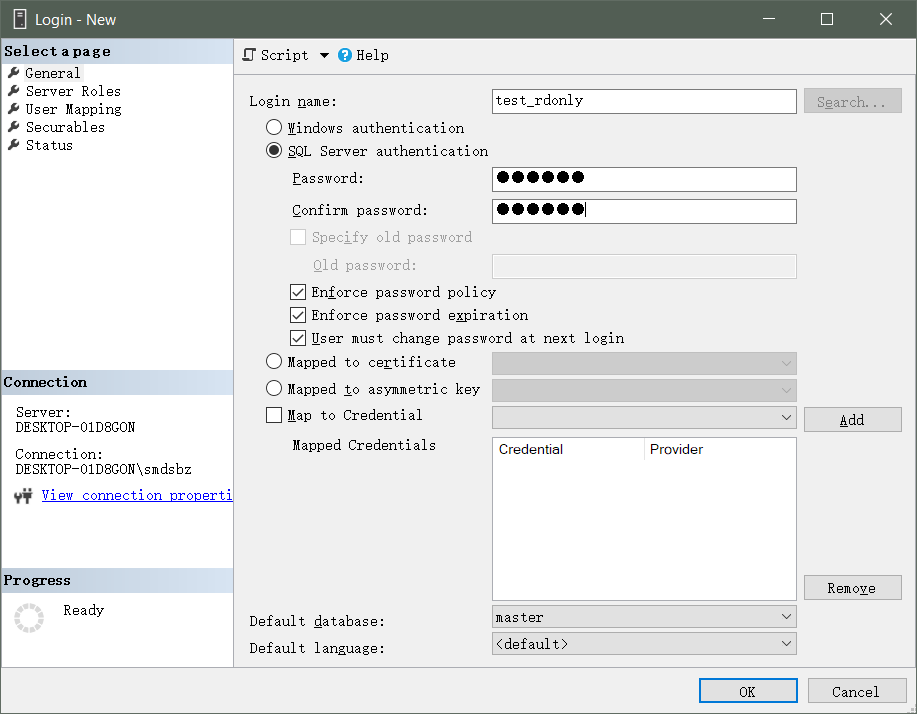 Login - New
Select a page
General
Server Roles
User Mapping
Securables
Status
Connection
Server:
DESKTOP-01D8GON
Connection:
DESKTOP-01D8GON\smdsbz
View connection properti
Progress
Ready
Script
Help
Login name:
test_rdonly
Search...
Windows authentication
SQL Server authentication
Password:
●●●●●●
Confirm password:
●●●●●●
Specify old password
Old password:
Enforce password policy
Enforce password expiration
User must change password at next login
Mapped to certificate
Mapped to asymmetric key
Map to Credential
Add
Mapped Credentials
Credential Provider
Remove
Default database:
master
Default language:
<default>
OK
Cancel